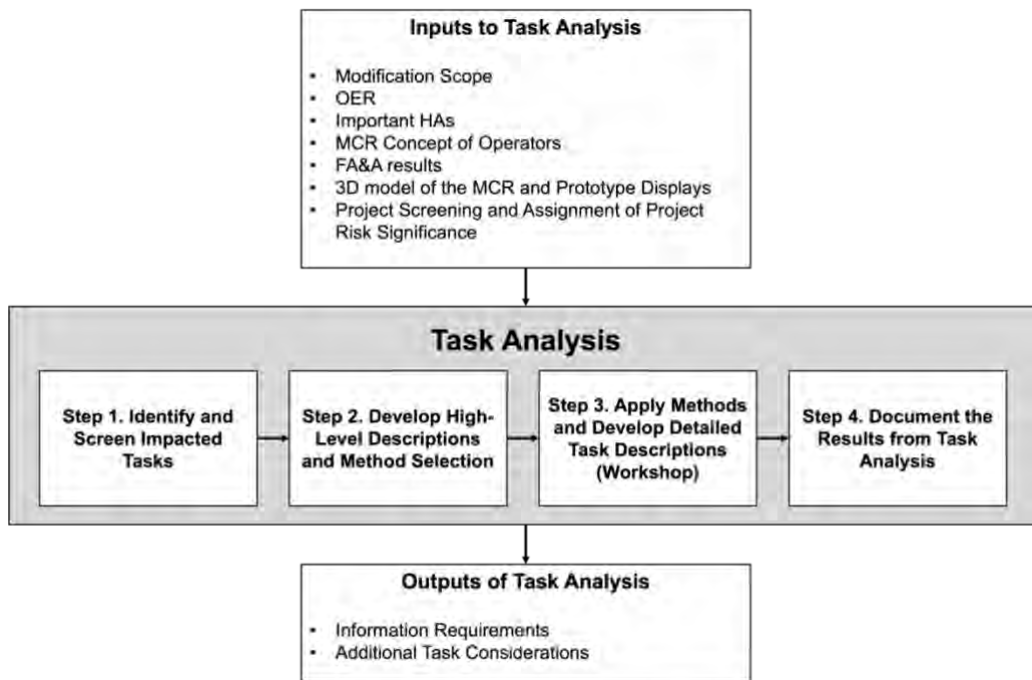 Inputs to Task Analysis
▪ Modification Scope
▪ OER
▪ Important HAs
▪ MCR Concept of Operators
▪ FA&A results
▪ 3D model of the MCR and Prototype Displays
▪ Project Screening and Assignment of Project
Risk Significance
Task Analysis
Step 1. Identify and
Screen Impacted
Tasks
Step 2. Develop High-
Level Descriptions
and Method Selection
Step 3. Apply Methods
and Develop Detailed
Task Descriptions
(Workshop)
Step 4. Document the
Results from Task
Analysis
Outputs of Task Analysis
▪ Information Requirements
▪ Additional Task Considerations